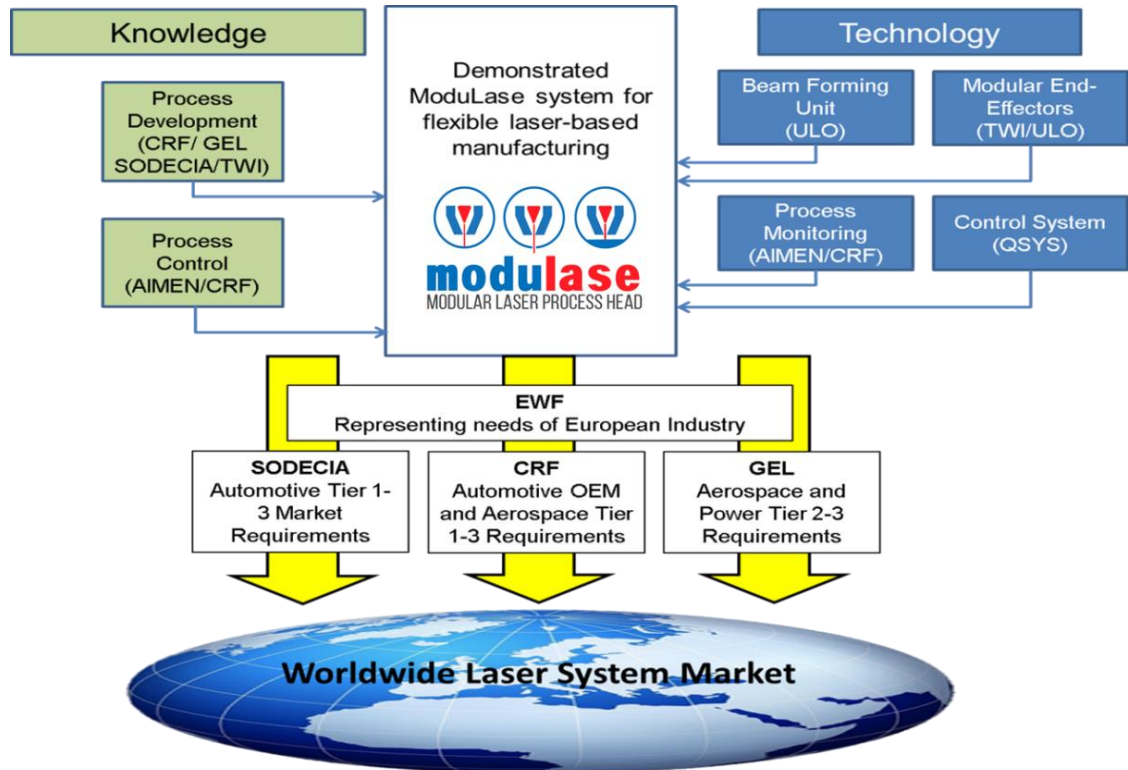 Knowledge
Process
Development
(CRF/ GEL
SODECIA/TWI)
Process
Control
(AIMEN/CRF)
Demonstrated
ModuLase system for
flexible laser-based
manufacturing
modulase
MODULAR LASER PROCESS HEAD
Technology
Beam Forming
Unit
(ULO)
Modular End-
Effectors
(TWI/ULO)
Process
Monitoring
(AIMEN/CRF)
Control System
(QSYS)
EWF
Representing needs of European Industry
SODECIA
Automotive Tier 1-
3 Market
Requirements
CRF
Automotive OEM
and Aerospace Tier
1-3 Requirements
GEL
Aerospace and
Power Tier 2-3
Requirements
Worldwide Laser System Market